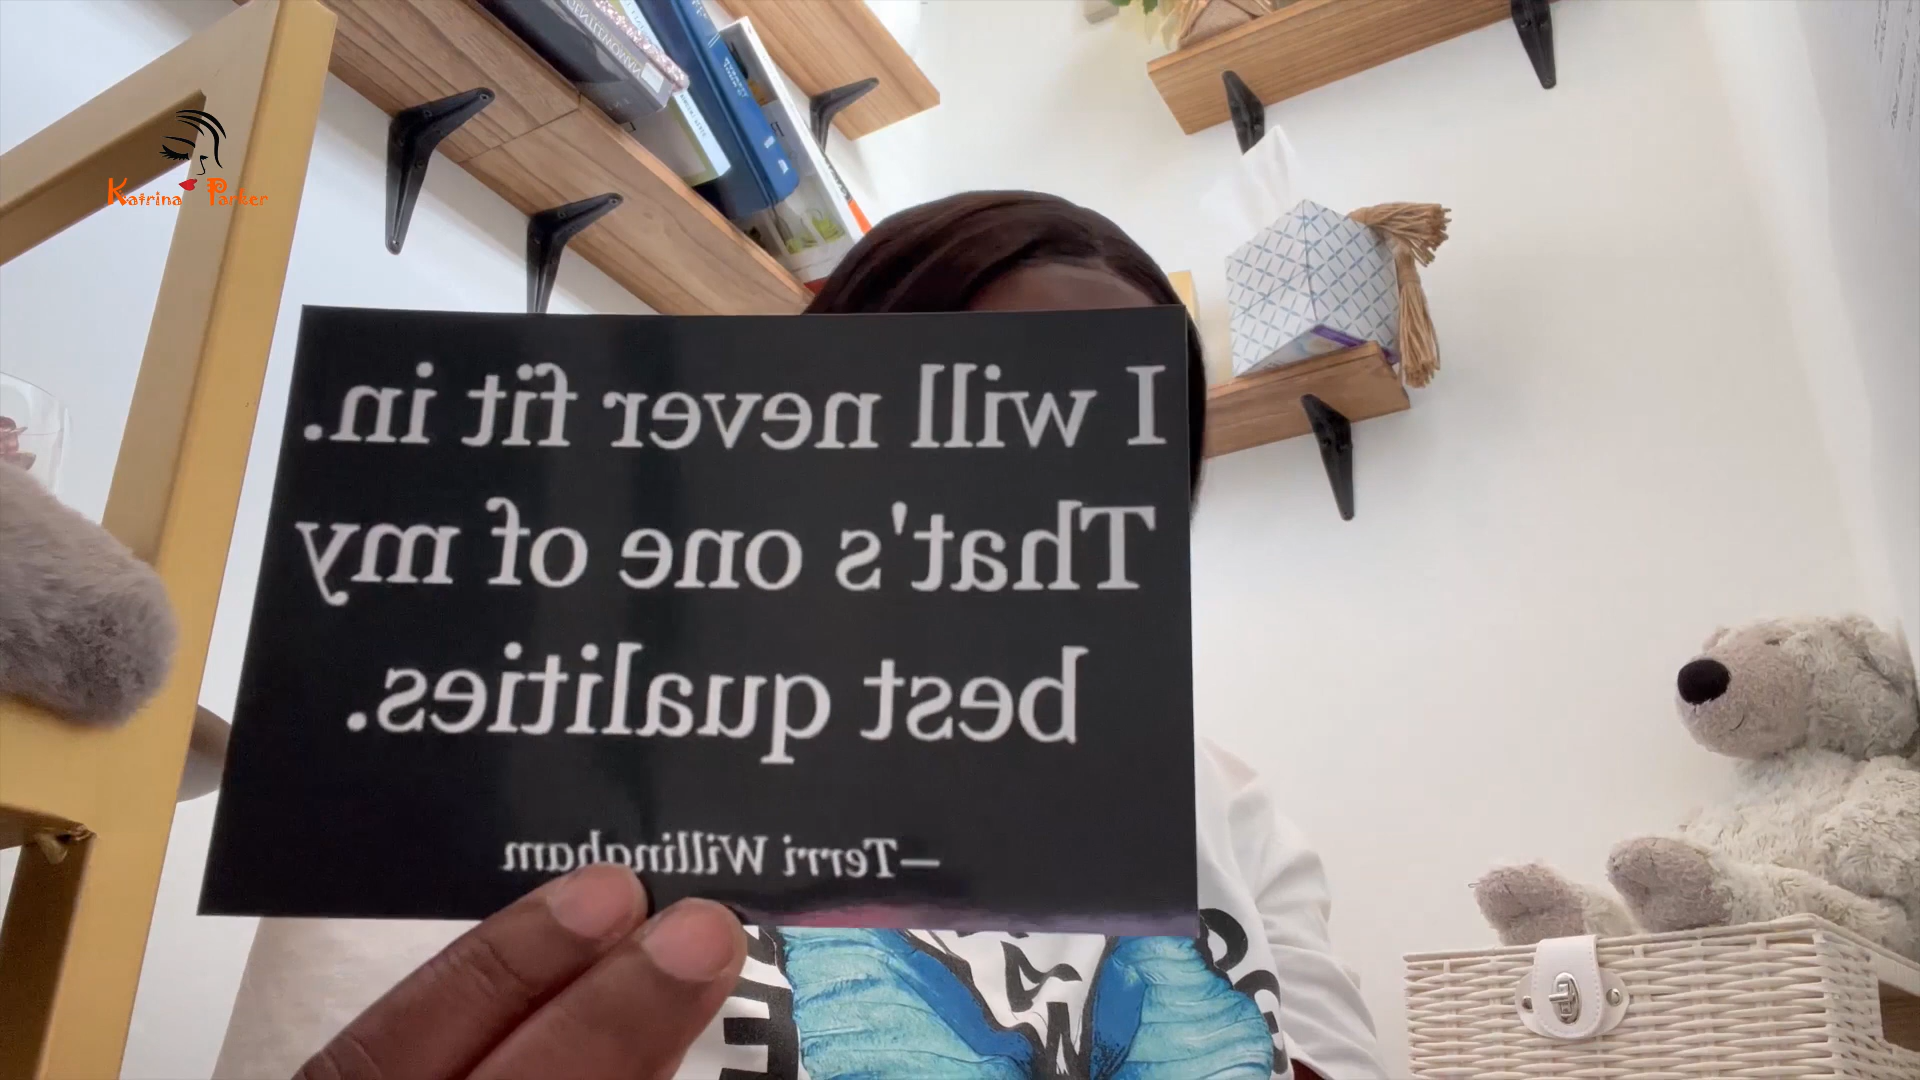 Katrina Parker
I will never fit in.
That's one of my
best qualities.
—Terri Willingham